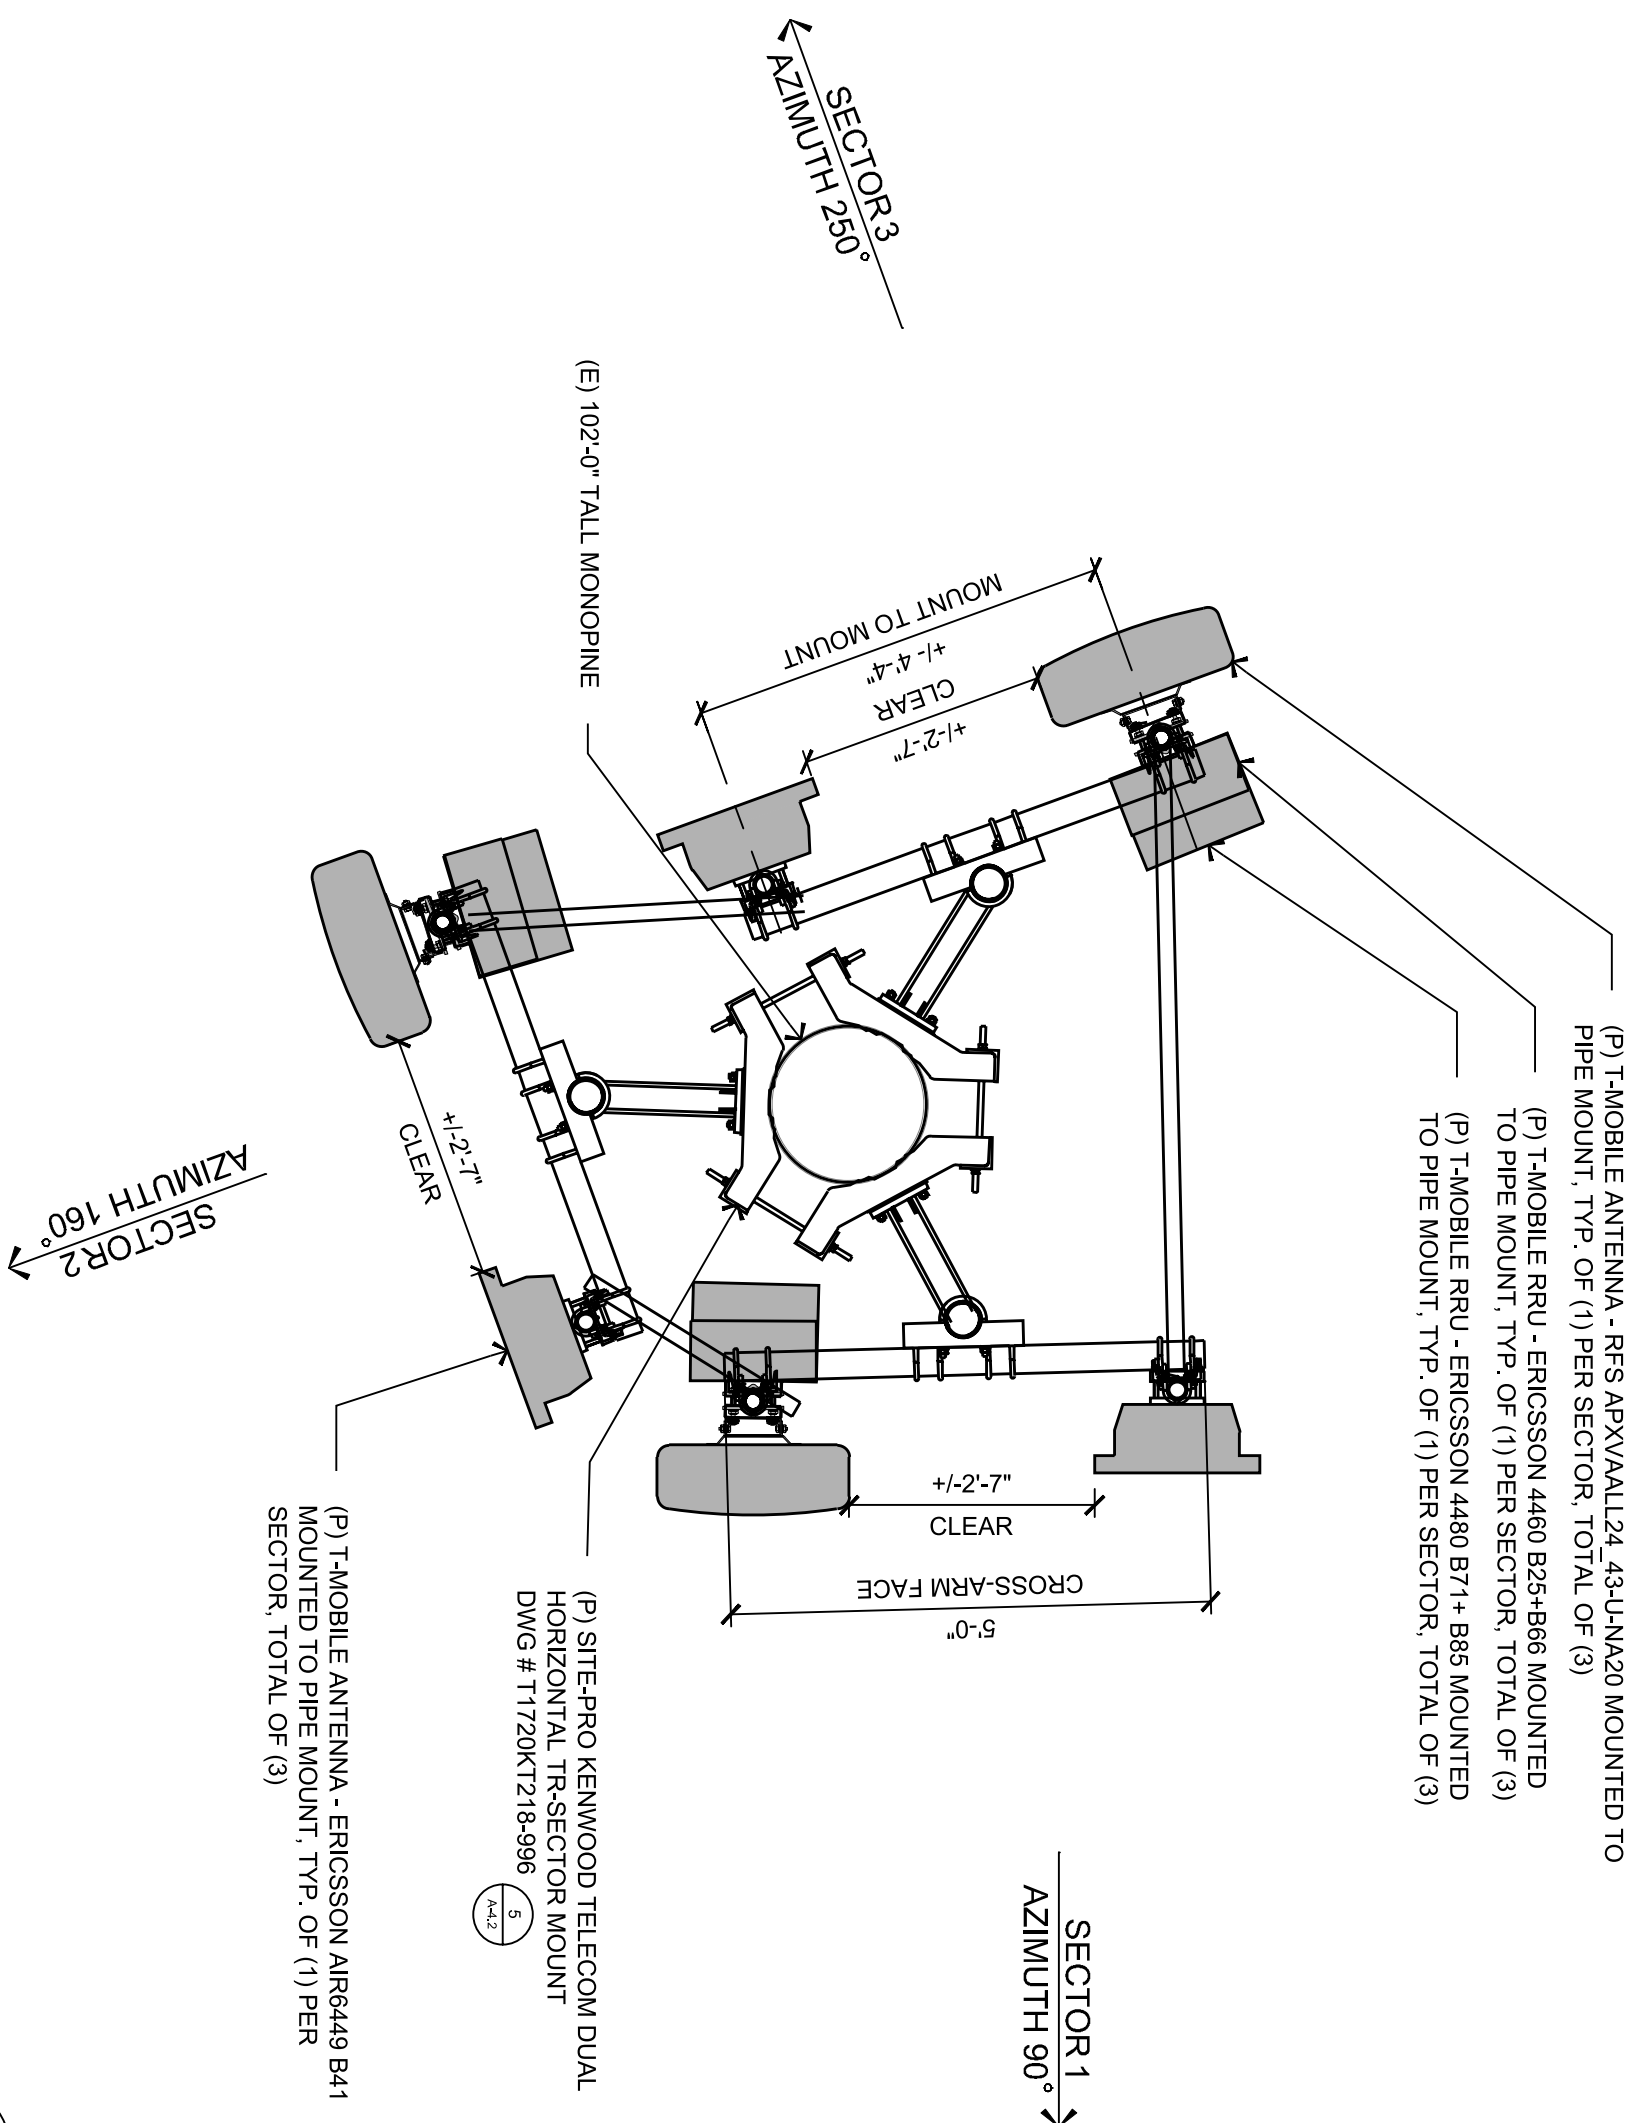 (P) T-MOBILE ANTENNA - RFS APXVAALL24_43-U-NA20 MOUNTED TO
PIPE MOUNT, TYP. OF (1) PER SECTOR, TOTAL OF (3)
(P) T-MOBILE RRU - ERICSSON 4460 B25+B66 MOUNTED
TO PIPE MOUNT, TYP. OF (1) PER SECTOR, TOTAL OF (3)
(P) T-MOBILE RRU - ERICSSON 4480 B71+ B85 MOUNTED
TO PIPE MOUNT, TYP. OF (1) PER SECTOR, TOTAL OF (3)
SECTOR 3
AZIMUTH 250°
SECTOR 1
AZIMUTH 90°
MOUNT TO MOUNT
+/- 4'-4"
CLEAR
+/-2'-7"
+/-2'-7"
CLEAR
CROSS-ARM FACE
5'-0"
(E) 102'-0" TALL MONOPINE
(P) SITE-PRO KENWOOD TELECOM DUAL
HORIZONTAL TR-SECTOR MOUNT
DWG # T1720KT218-996
5
A-4.2
+/-2'-7"
CLEAR
(P) T-MOBILE ANTENNA - ERICSSON AIR6449 B41
MOUNTED TO PIPE MOUNT, TYP. OF (1) PER
SECTOR, TOTAL OF (3)
SECTOR 2
AZIMUTH 160°